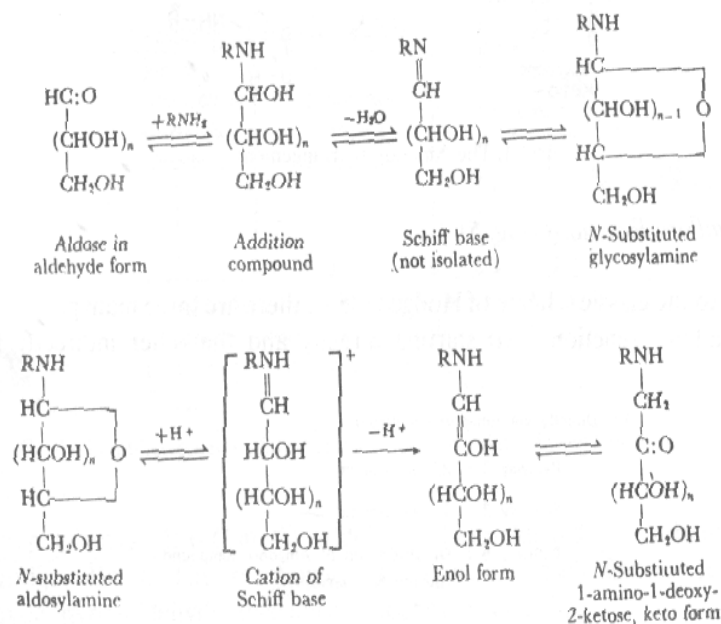 HC:O
(CHOH)ₙ
CH₂OH
Aldose in
aldehyde form
+RNH₂
RNH
CHOH
(CHOH)ₙ
CH₂OH
Addition
compound
−H₂O
RN
CH
(CHOH)ₙ
CH₂OH
Schiff base
(not isolated)
RNH
HC
(CHOH)ₙ₋₁ O
HC
CH₂OH
N-Substituted
glycosylamine
RNH
HC
(HCOH)ₙ O
HC
CH₂OH
N-substituted
aldosylamine
+H⁺
RNH
CH
HCOH
(HCOH)ₙ
CH₂OH
+
Cation of
Schiff base
−H⁺
RNH
CH
COH
(HCOH)ₙ
CH₂OH
Enol form
RNH
CH₂
C:O
(HCOH)ₙ
CH₂OH
N-Substituted
1-amino-1-deoxy-
2-ketose, keto form